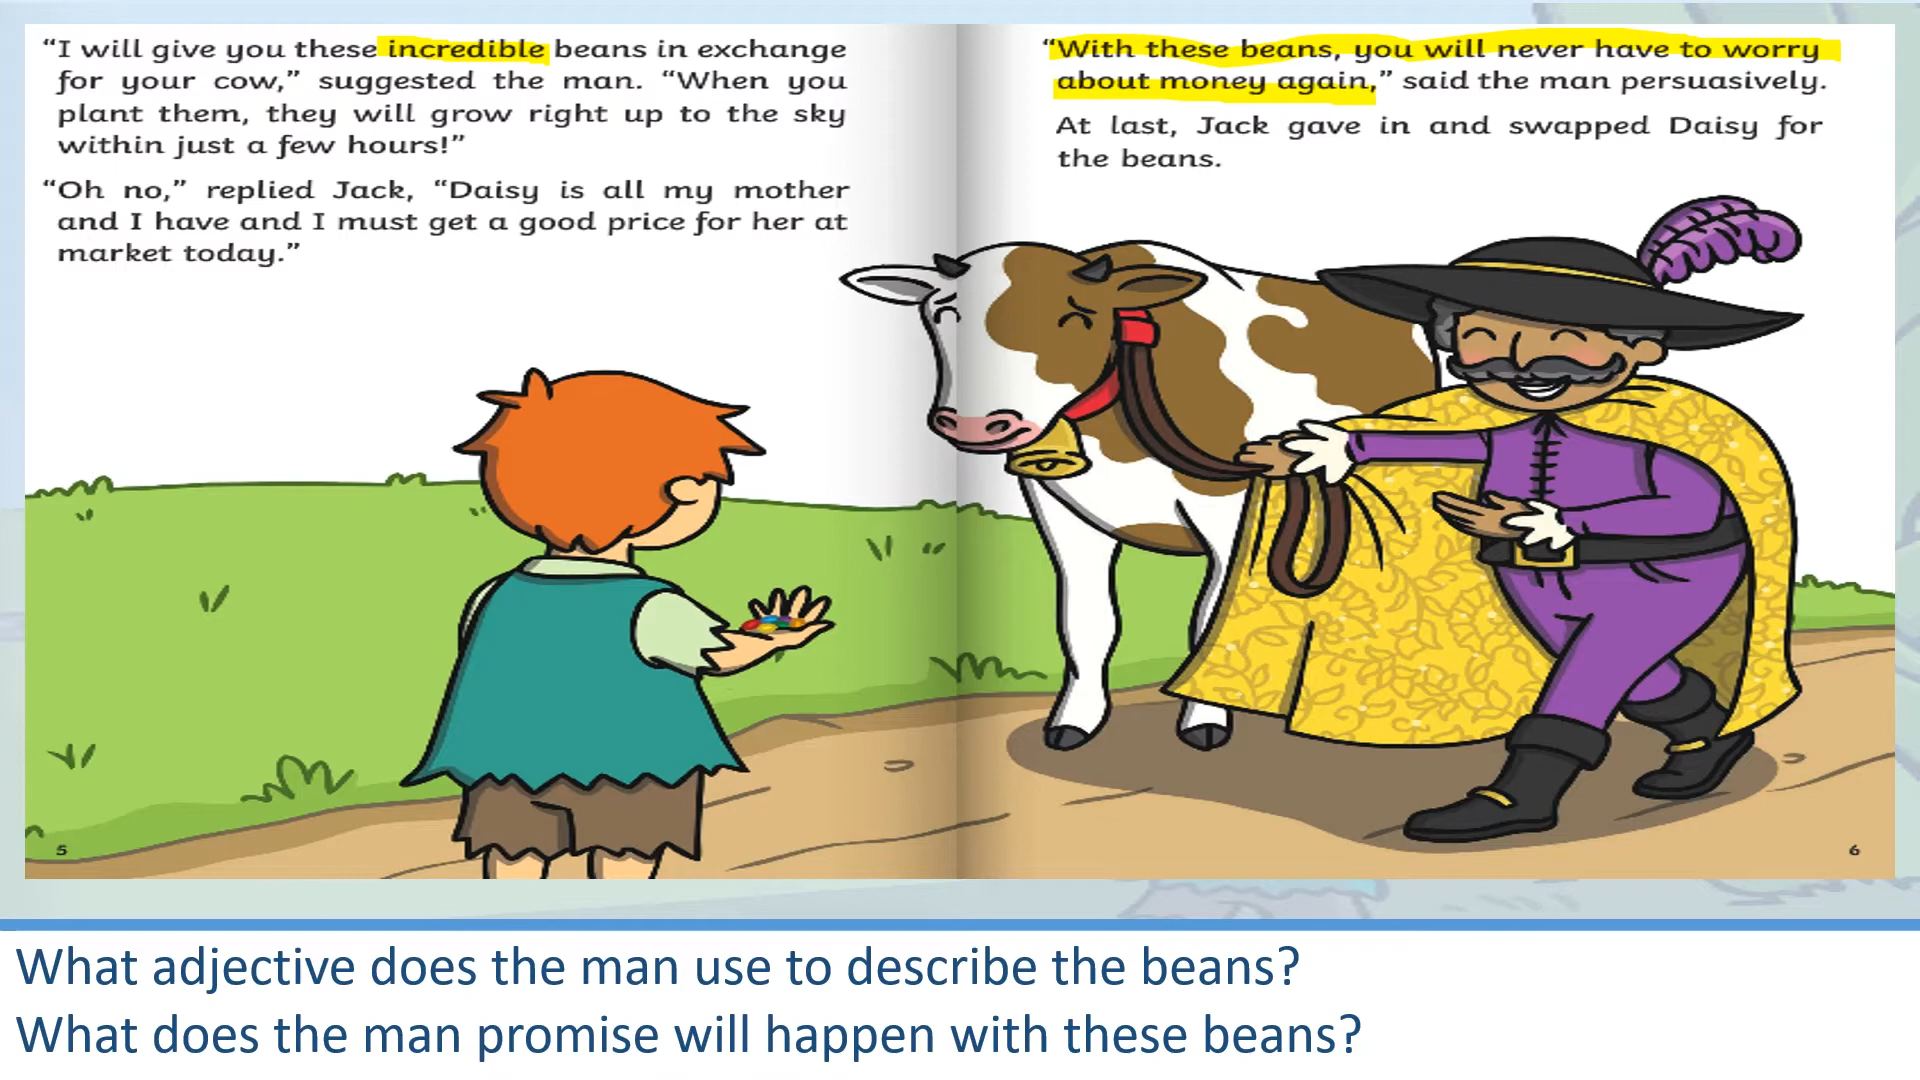 “I will give you these incredible beans in exchange
for your cow,” suggested the man. “When you
plant them, they will grow right up to the sky
within just a few hours!”
“Oh no,” replied Jack, “Daisy is all my mother
and I have and I must get a good price for her at
market today.”
5
“With these beans, you will never have to worry
about money again,” said the man persuasively.
At last, Jack gave in and swapped Daisy for
the beans.
6
What adjective does the man use to describe the beans?
What does the man promise will happen with these beans?